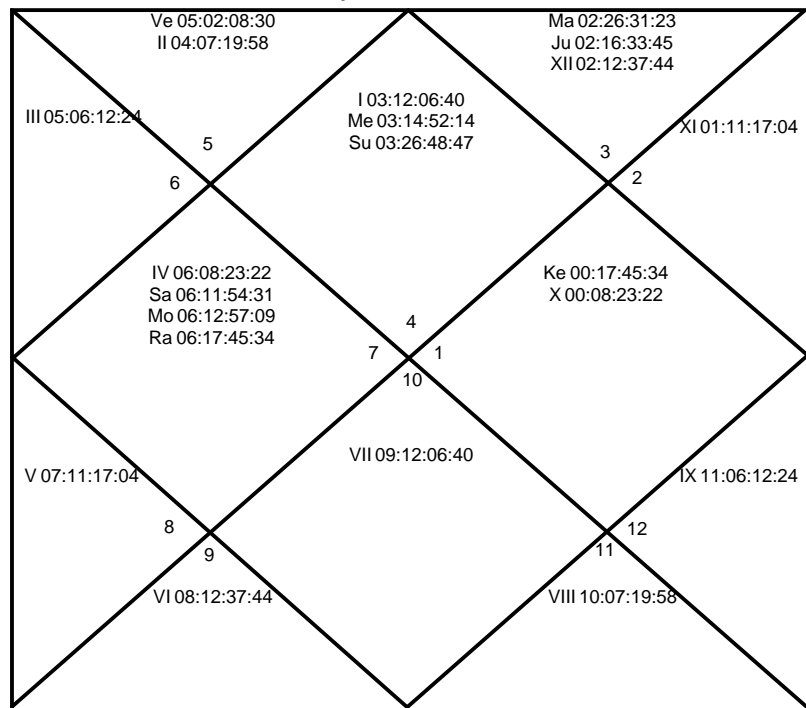 Ve 05:02:08:30
II 04:07:19:58
Ma 02:26:31:23
Ju 02:16:33:45
XII 02:12:37:44
III 05:06:12:24
I 03:12:06:40
Me 03:14:52:14
Su 03:26:48:47
XI 01:11:17:04
5
3
6
2
IV 06:08:23:22
Sa 06:11:54:31
Mo 06:12:57:09
Ra 06:17:45:34
Ke 00:17:45:34
X 00:08:23:22
4
7
1
10
V 07:11:17:04
VII 09:12:06:40
IX 11:06:12:24
8
12
9
11
VI 08:12:37:44
VIII 10:07:19:58